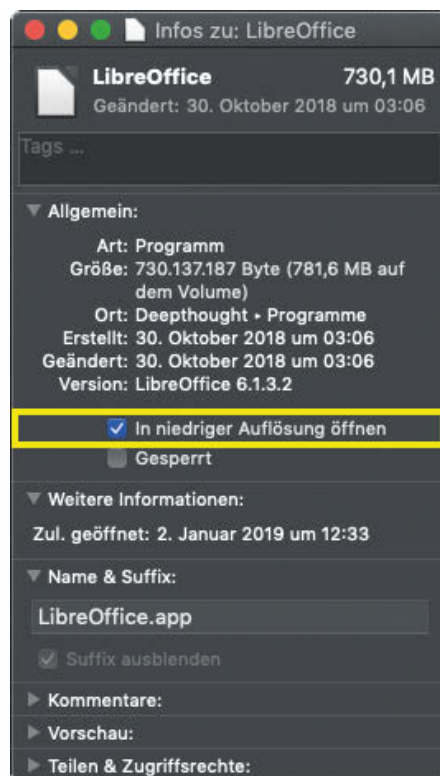 Infos zu: LibreOffice
LibreOffice 730,1 MB
Geändert: 30. Oktober 2018 um 03:06
Tags ...
Allgemein:
Art: Programm
Größe: 730.137.187 Byte (781,6 MB auf
dem Volume)
Ort: Deepthought ▸ Programme
Erstellt: 30. Oktober 2018 um 03:06
Geändert: 30. Oktober 2018 um 03:06
Version: LibreOffice 6.1.3.2
In niedriger Auflösung öffnen
Gesperrt
Weitere Informationen:
Zul. geöffnet: 2. Januar 2019 um 12:33
Name & Suffix:
LibreOffice.app
Suffix ausblenden
Kommentare:
Vorschau:
Teilen & Zugriffsrechte: